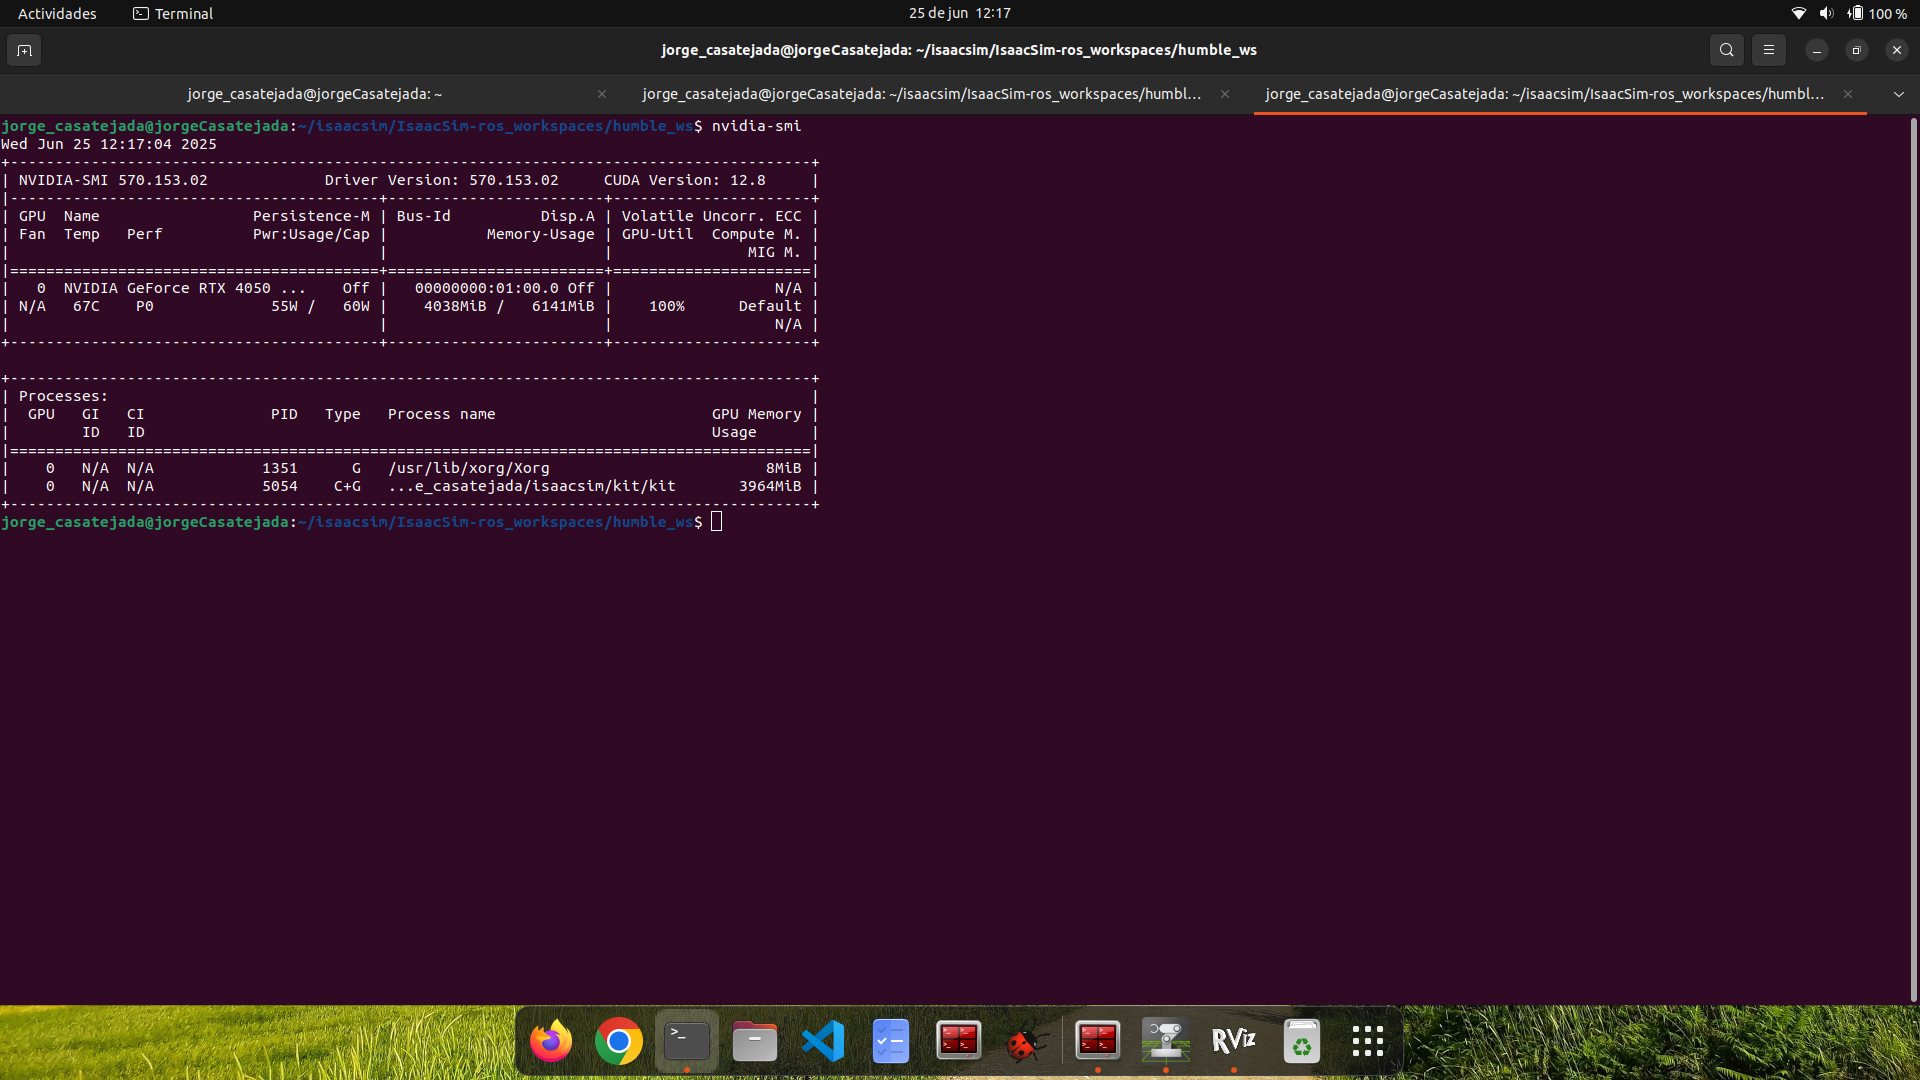 Actividades Terminal 25 de jun 12:17 100 %
jorge_casatejada@jorgeCasatejada: ~/isaacsim/IsaacSim-ros_workspaces/humble_ws
jorge_casatejada@jorgeCasatejada: ~ jorge_casatejada@jorgeCasatejada: ~/isaacsim/IsaacSim-ros_workspaces/humbl... jorge_casatejada@jorgeCasatejada: ~/isaacsim/IsaacSim-ros_workspaces/humbl...
jorge_casatejada@jorgeCasatejada:~/isaacsim/IsaacSim-ros_workspaces/humble_ws$ nvidia-smi
Wed Jun 25 12:17:04 2025
+-----------------------------------------------------------------------------------------+
| NVIDIA-SMI 570.153.02             Driver Version: 570.153.02     CUDA Version: 12.8     |
|-----------------------------------------+------------------------+----------------------+
| GPU  Name                 Persistence-M | Bus-Id          Disp.A | Volatile Uncorr. ECC |
| Fan  Temp   Perf          Pwr:Usage/Cap |           Memory-Usage | GPU-Util  Compute M. |
|                                         |                        |               MIG M. |
|=========================================+========================+======================|
|   0  NVIDIA GeForce RTX 4050 ...    Off |   00000000:01:00.0 Off |                  N/A |
| N/A   67C    P0             55W /   60W |    4038MiB /   6141MiB |    100%      Default |
|                                         |                        |                  N/A |
+-----------------------------------------+------------------------+----------------------+
+-----------------------------------------------------------------------------------------+
| Processes:                                                                              |
|  GPU   GI   CI              PID   Type   Process name                        GPU Memory |
|        ID   ID                                                               Usage      |
|=========================================================================================|
|    0   N/A  N/A            1351      G   /usr/lib/xorg/Xorg                        8MiB |
|    0   N/A  N/A            5054    C+G   ...e_casatejada/isaacsim/kit/kit       3964MiB |
+-----------------------------------------------------------------------------------------+
jorge_casatejada@jorgeCasatejada:~/isaacsim/IsaacSim-ros_workspaces/humble_ws$
RViz